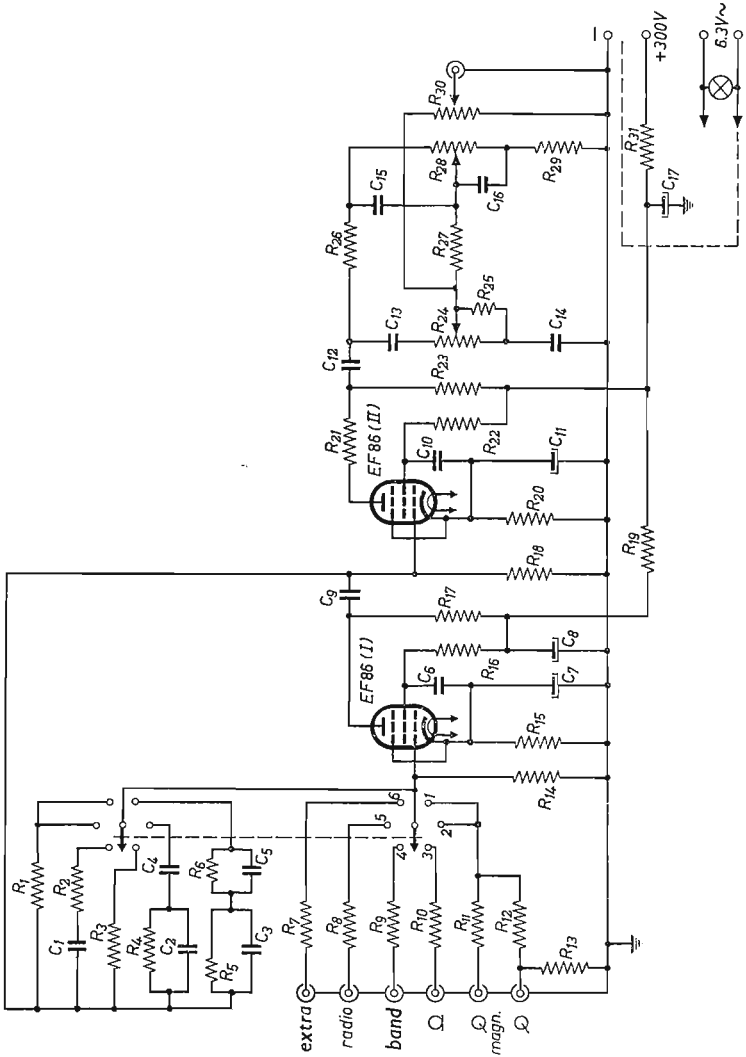 R1
R2
C1
R3
R4
C2
C4
R5
C3
R6
C5
extra
R7
6
radio
R8
5
band
R9
4
R10
3
R11
1
2
magn.
R12
R13
EF86 (I)
R14
R15
C6
C7
R16
C8
R17
C9
R18
R19
EF86 (II)
R20
C10
C11
R21
R22
R23
C12
C13
R24
R25
C14
R26
R27
C15
C16
R28
R29
R30
R31
C17
+300V
6.3V~